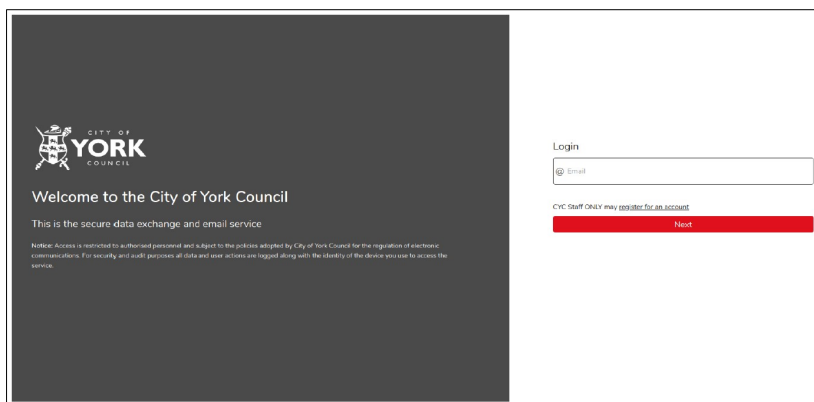 CITY OF
YORK
COUNCIL
Welcome to the City of York Council
This is the secure data exchange and email service
Notice: Access is restricted to authorised personnel and subject to the policies adopted by City of York Council for the regulation of electronic
communications. For security and audit purposes all data and user actions are logged along with the identity of the device you use to access the
service.
Login
@ Email
CYC Staff ONLY may register for an account
Next